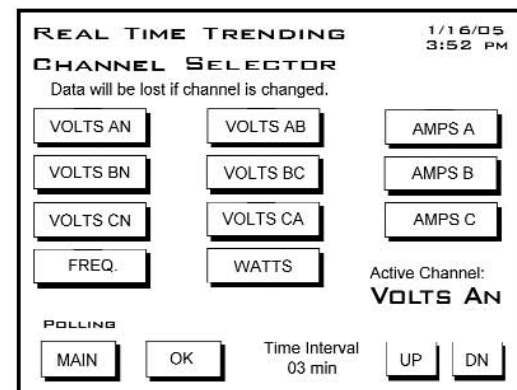 REAL TIME TRENDING
1/16/05
3:52 PM
CHANNEL SELECTOR
Data will be lost if channel is changed.
VOLTS AN
VOLTS AB
AMPS A
VOLTS BN
VOLTS BC
AMPS B
VOLTS CN
VOLTS CA
AMPS C
FREQ.
WATTS
Active Channel:
VOLTS AN
POLLING
MAIN
OK
Time Interval
03 min
UP
DN